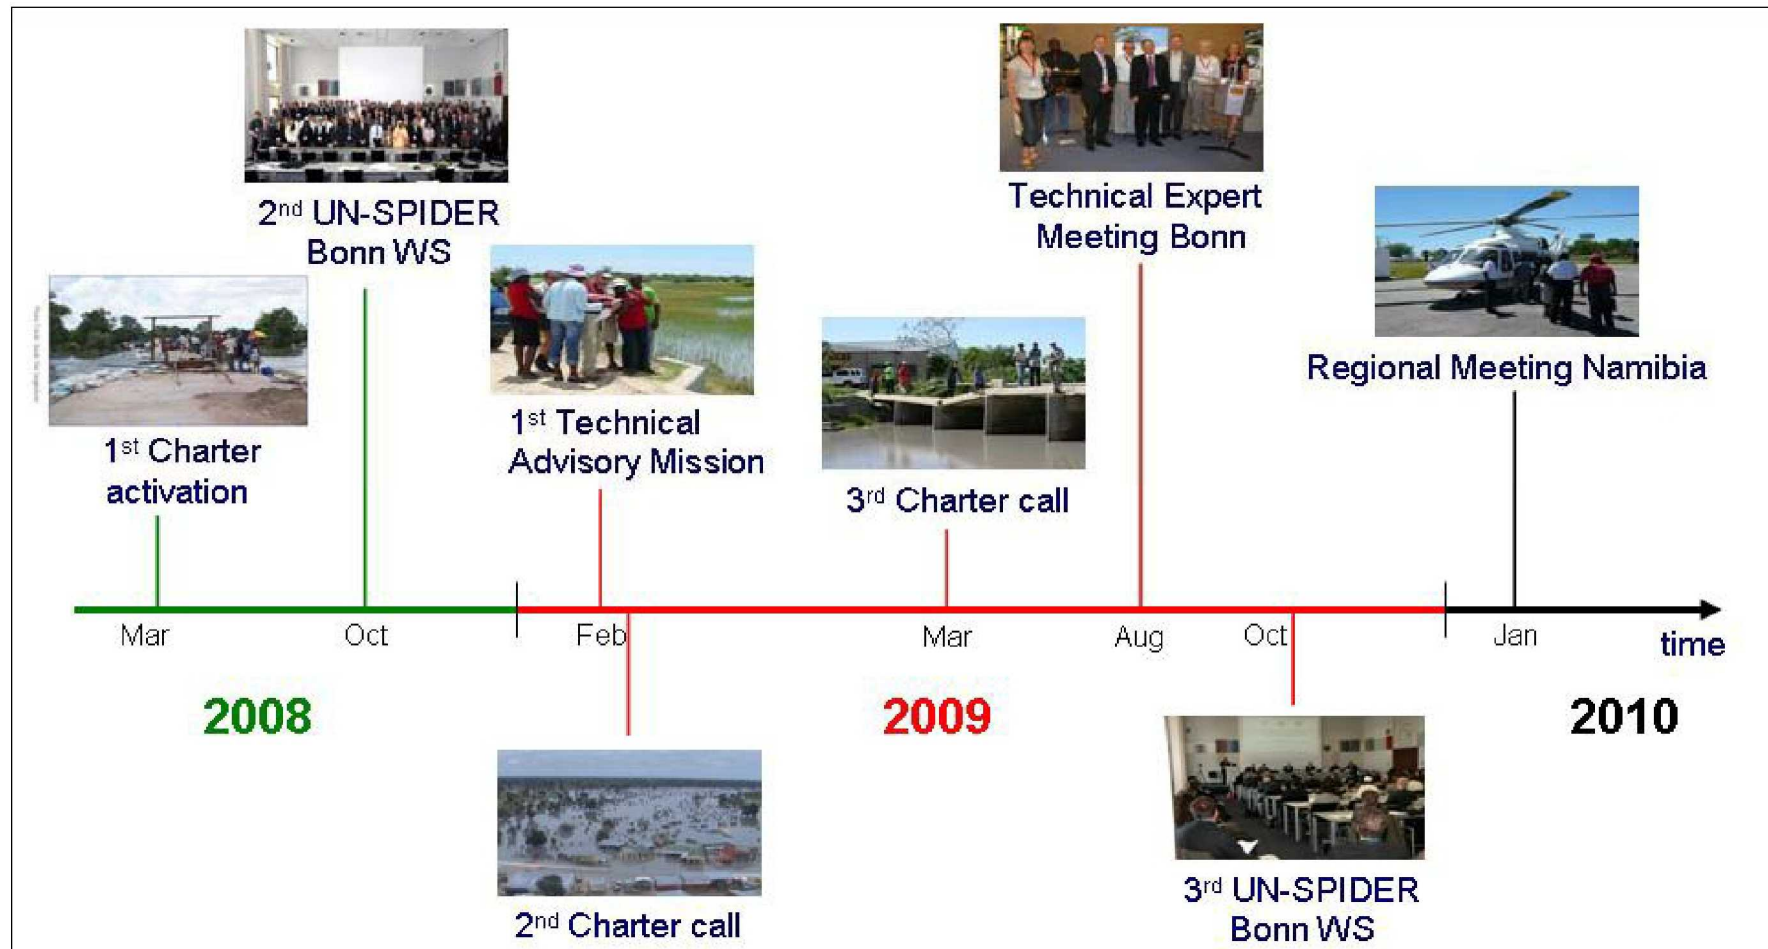 2nd UN-SPIDER
Bonn WS
Technical Expert
Meeting Bonn
Regional Meeting Namibia
1st Charter
activation
1st Technical
Advisory Mission
3rd Charter call
Mar
Oct
Feb
Mar
Aug
Oct
Jan
time
2008
2009
2010
2nd Charter call
3rd UN-SPIDER
Bonn WS